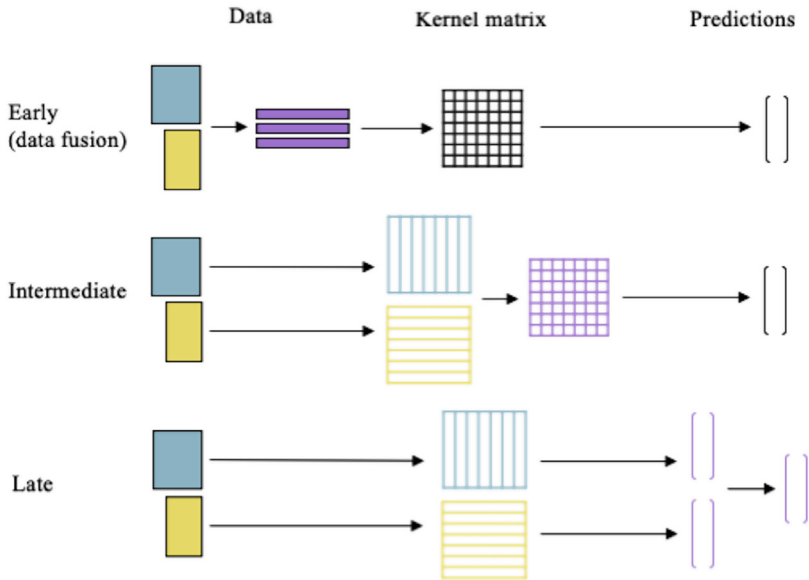 Data
Kernel matrix
Predictions
Early
(data fusion)
Intermediate
Late